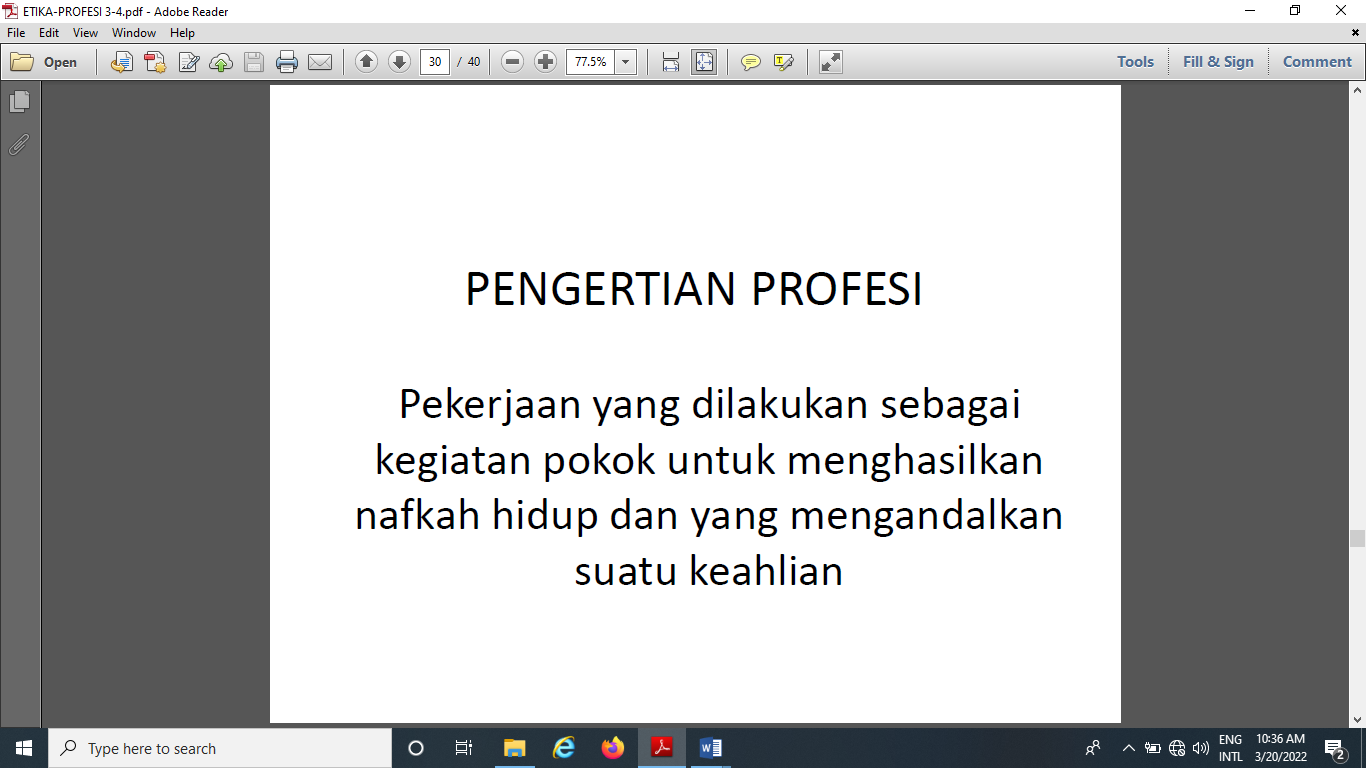 ETIKA-PROFESI 3-4.pdf - Adobe Reader
File Edit View Window Help
Open 30 / 40 77.5% Tools Fill & Sign Comment
PENGERTIAN PROFESI
Pekerjaan yang dilakukan sebagai
kegiatan pokok untuk menghasilkan
nafkah hidup dan yang mengandalkan
suatu keahlian
Type here to search
ENG 10:36 AM
INTL 3/20/2022 2